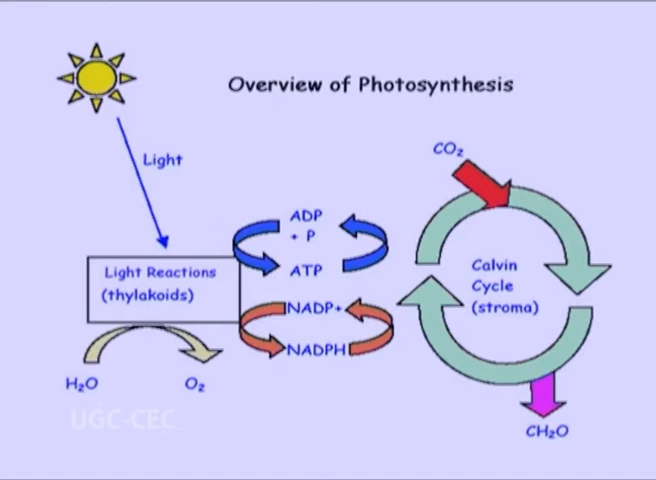 Overview of Photosynthesis
Light
CO₂
ADP
+ P
ATP
Light Reactions
(thylakoids)
Calvin
Cycle
(stroma)
NADP+
NADPH
H₂O
O₂
UGC-CEC
CH₂O